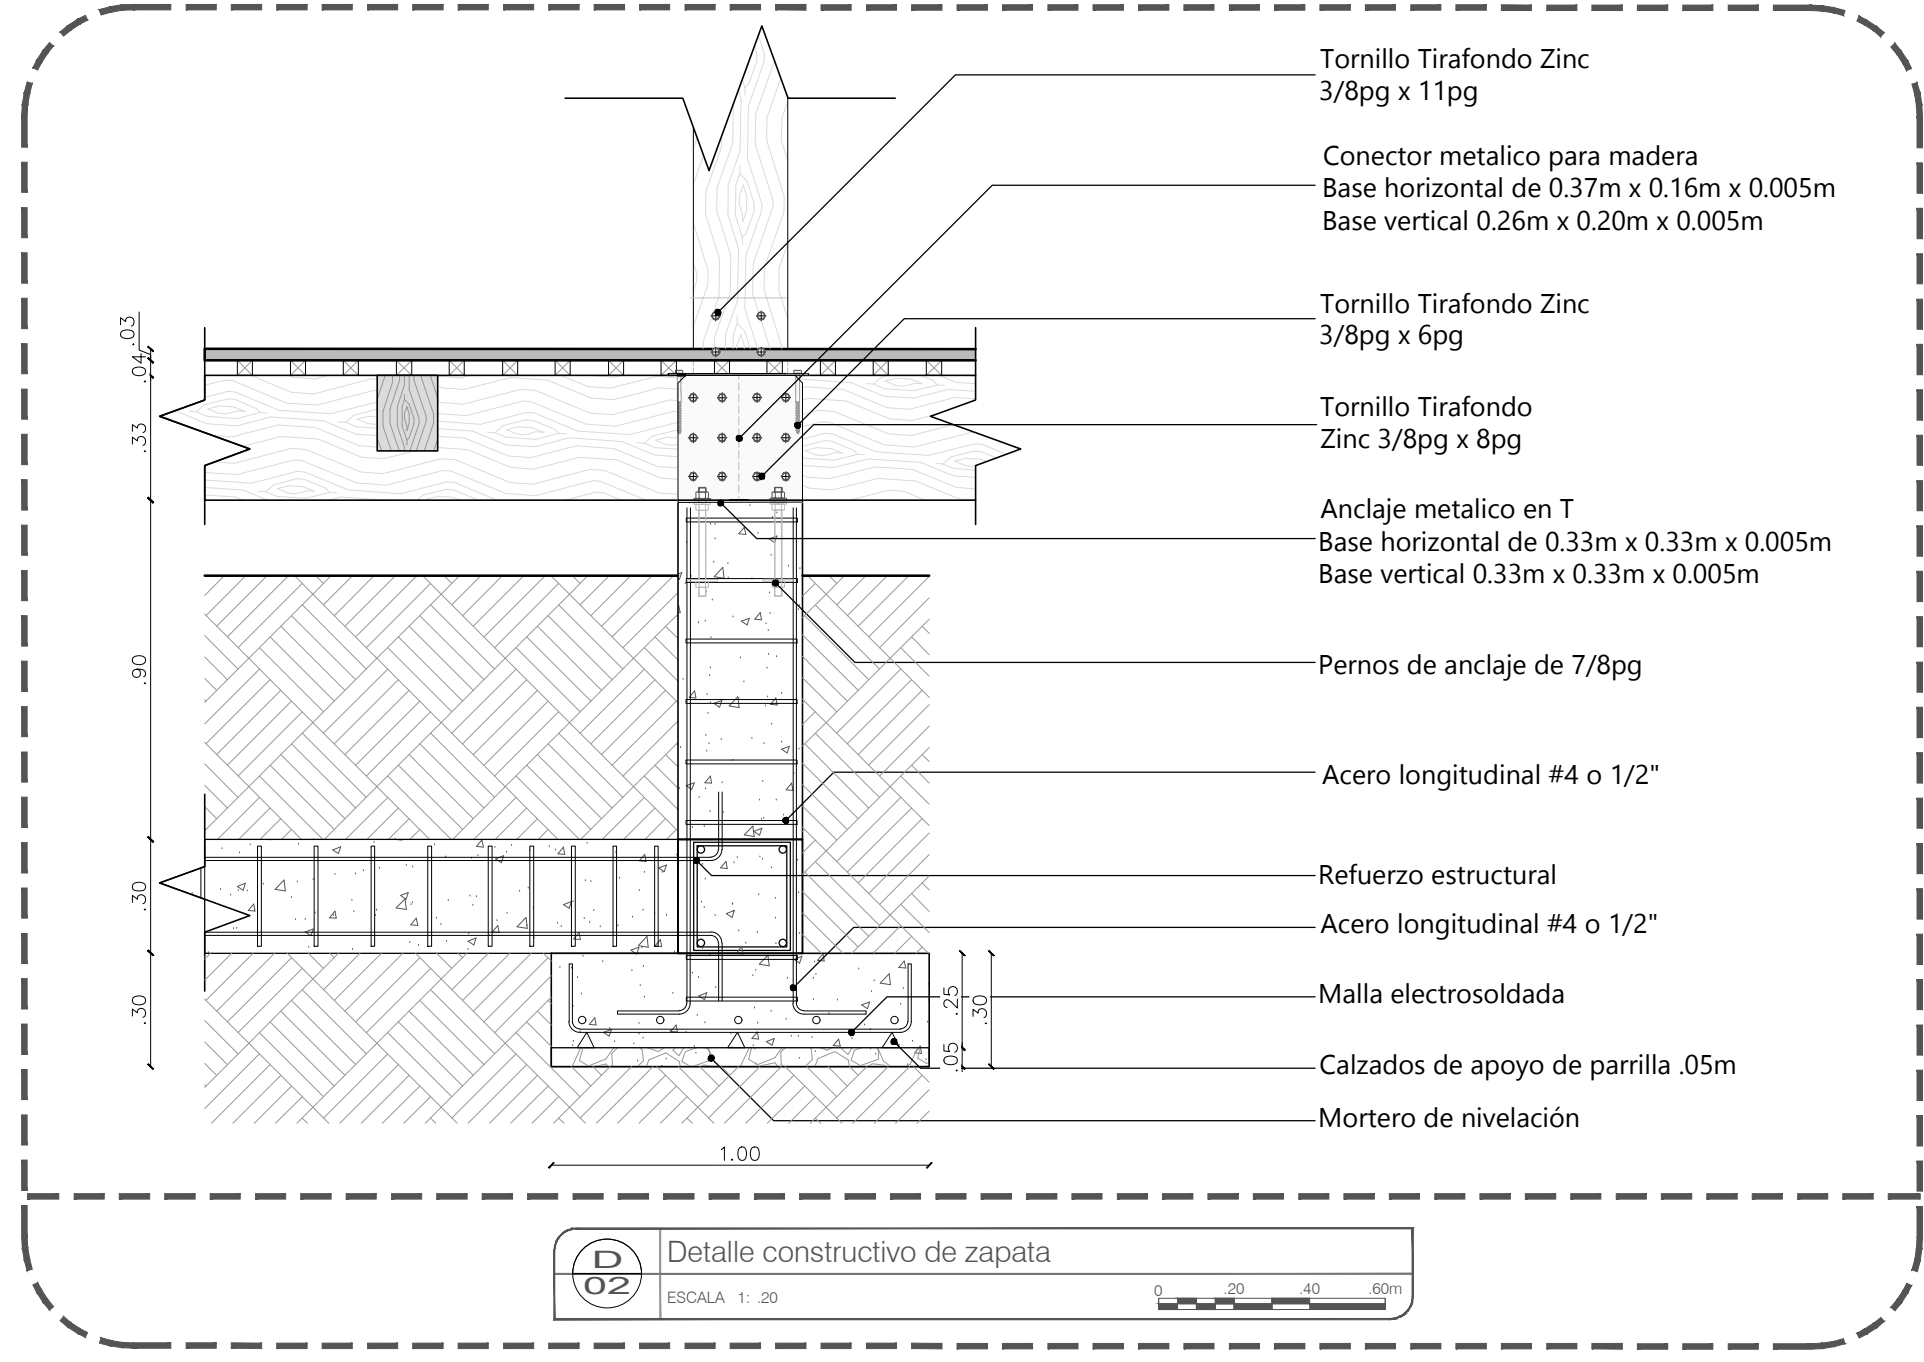 Tornillo Tirafondo Zinc
3/8pg x 11pg
Conector metalico para madera
Base horizontal de 0.37m x 0.16m x 0.005m
Base vertical 0.26m x 0.20m x 0.005m
Tornillo Tirafondo Zinc
3/8pg x 6pg
Tornillo Tirafondo
Zinc 3/8pg x 8pg
Anclaje metalico en T
Base horizontal de 0.33m x 0.33m x 0.005m
Base vertical 0.33m x 0.33m x 0.005m
Pernos de anclaje de 7/8pg
Acero longitudinal #4 o 1/2"
Refuerzo estructural
Acero longitudinal #4 o 1/2"
Malla electrosoldada
Calzados de apoyo de parrilla .05m
Mortero de nivelación
.03
.04
.33
.90
.30
.30
.25
.05
.30
1.00
D
02
Detalle constructivo de zapata
ESCALA 1: .20
0 .20 .40 .60m